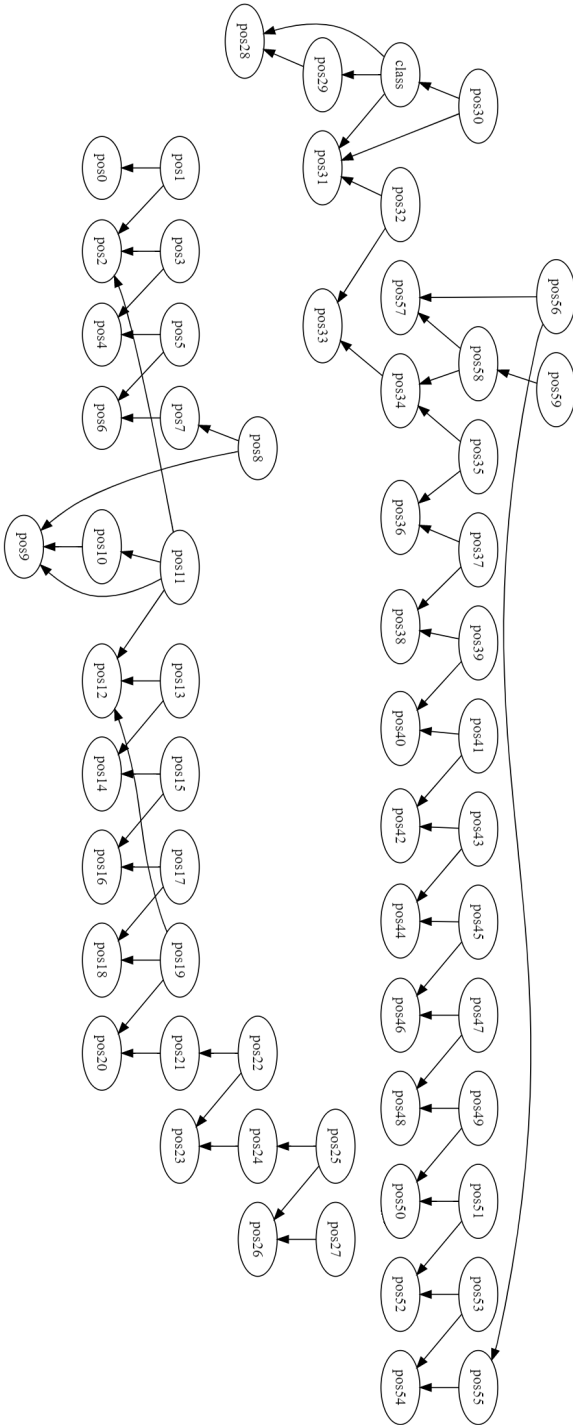 pos56 pos59
pos30 pos58 pos35 pos37 pos39 pos41 pos43 pos45 pos47 pos49 pos51 pos53 pos55
class pos32 pos57 pos34 pos36 pos38 pos40 pos42 pos44 pos46 pos48 pos50 pos52 pos54
pos29 pos31 pos33 pos25 pos27
pos28 pos8 pos22 pos24 pos26
pos1 pos3 pos5 pos7 pos11 pos13 pos15 pos17 pos19 pos21 pos23
pos0 pos2 pos4 pos6 pos10 pos12 pos14 pos16 pos18 pos20
pos9